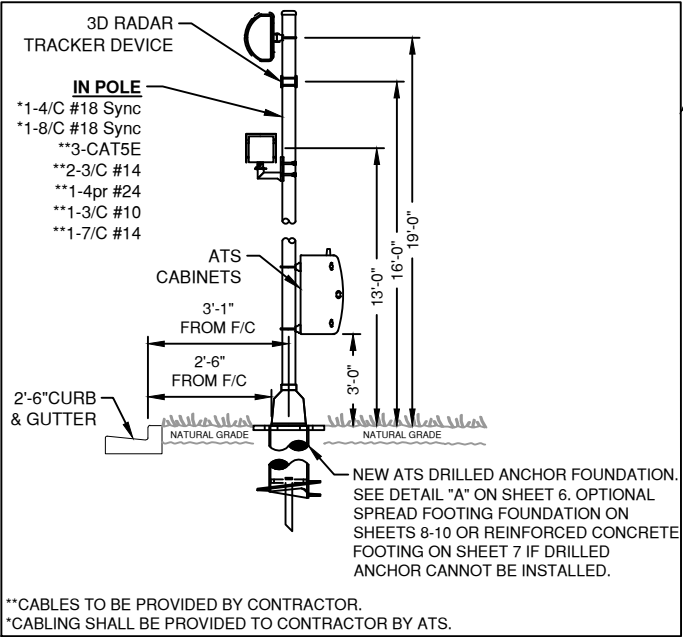 3D RADAR
TRACKER DEVICE
IN POLE
*1-4/C #18 Sync
*1-8/C #18 Sync
**3-CAT5E
**2-3/C #14
**1-4pr #24
**1-3/C #10
**1-7/C #14
ATS
CABINETS
3'-1"
FROM F/C
2'-6"
FROM F/C
2'-6"CURB
& GUTTER
3'-0"
13'-0"
16'-0"
19'-0"
NATURAL GRADE
NATURAL GRADE
NEW ATS DRILLED ANCHOR FOUNDATION.
SEE DETAIL "A" ON SHEET 6. OPTIONAL
SPREAD FOOTING FOUNDATION ON
SHEETS 8-10 OR REINFORCED CONCRETE
FOOTING ON SHEET 7 IF DRILLED
ANCHOR CANNOT BE INSTALLED.
**CABLES TO BE PROVIDED BY CONTRACTOR.
*CABLING SHALL BE PROVIDED TO CONTRACTOR BY ATS.